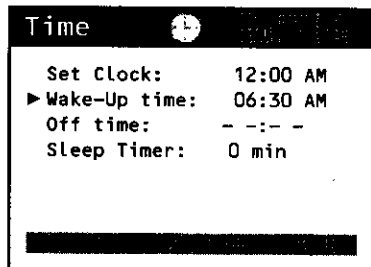 Time
Set Clock: 12:00 AM
▶Wake-Up time: 06:30 AM
Off time: - -:- -
Sleep Timer: 0 min